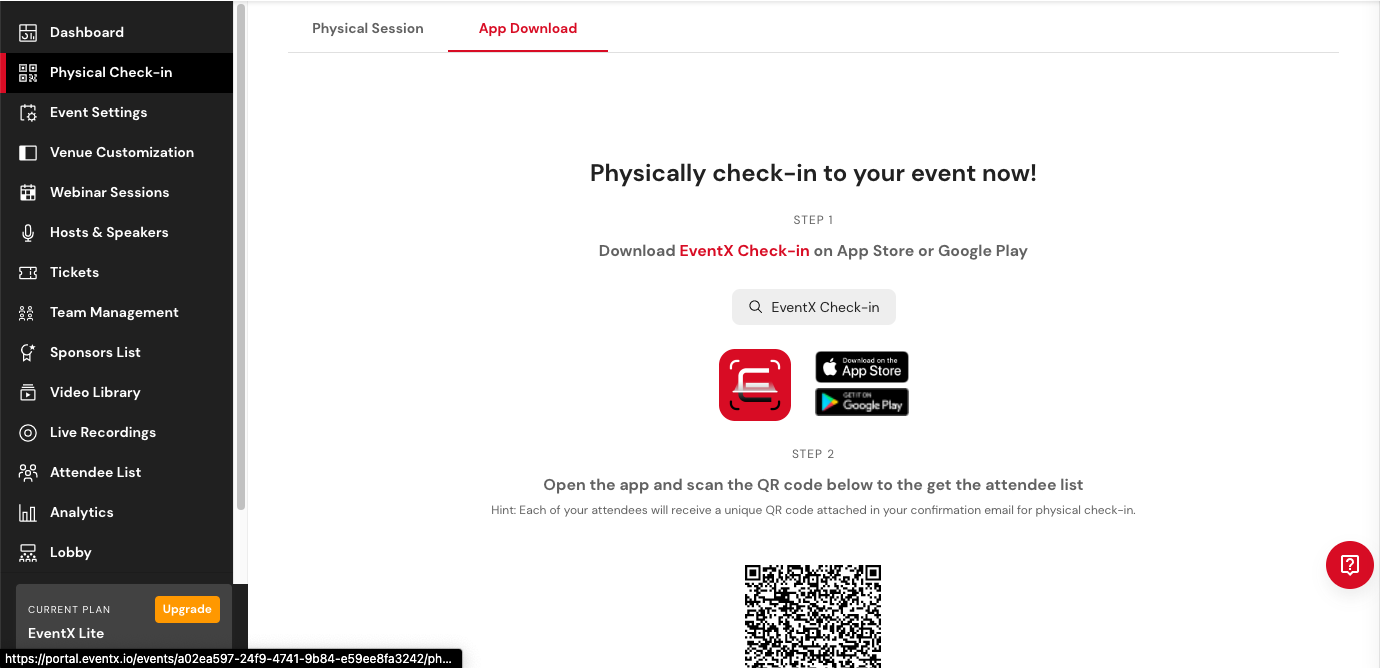 Dashboard
Physical Check-in
Event Settings
Venue Customization
Webinar Sessions
Hosts & Speakers
Tickets
Team Management
Sponsors List
Video Library
Live Recordings
Attendee List
Analytics
Lobby
CURRENT PLAN
Upgrade
EventX Lite
https://portal.eventx.io/events/a02ea597-24f9-4741-9b84-e59ee8fa3242/ph...
Physical Session
App Download
Physically check-in to your event now!
STEP 1
Download EventX Check-in on App Store or Google Play
EventX Check-in
Download on the
App Store
GET IT ON
Google Play
STEP 2
Open the app and scan the QR code below to the get the attendee list
Hint: Each of your attendees will receive a unique QR code attached in your confirmation email for physical check-in.